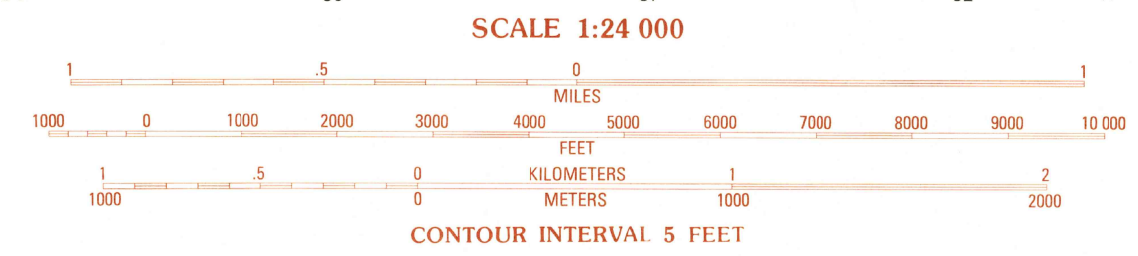 SCALE 1:24 000
1 .5 0 1
MILES
1000 0 1000 2000 3000 4000 5000 6000 7000 8000 9000 10 000
FEET
1 .5 0 KILOMETERS 1 2
1000 0 METERS 1000 2000
CONTOUR INTERVAL 5 FEET